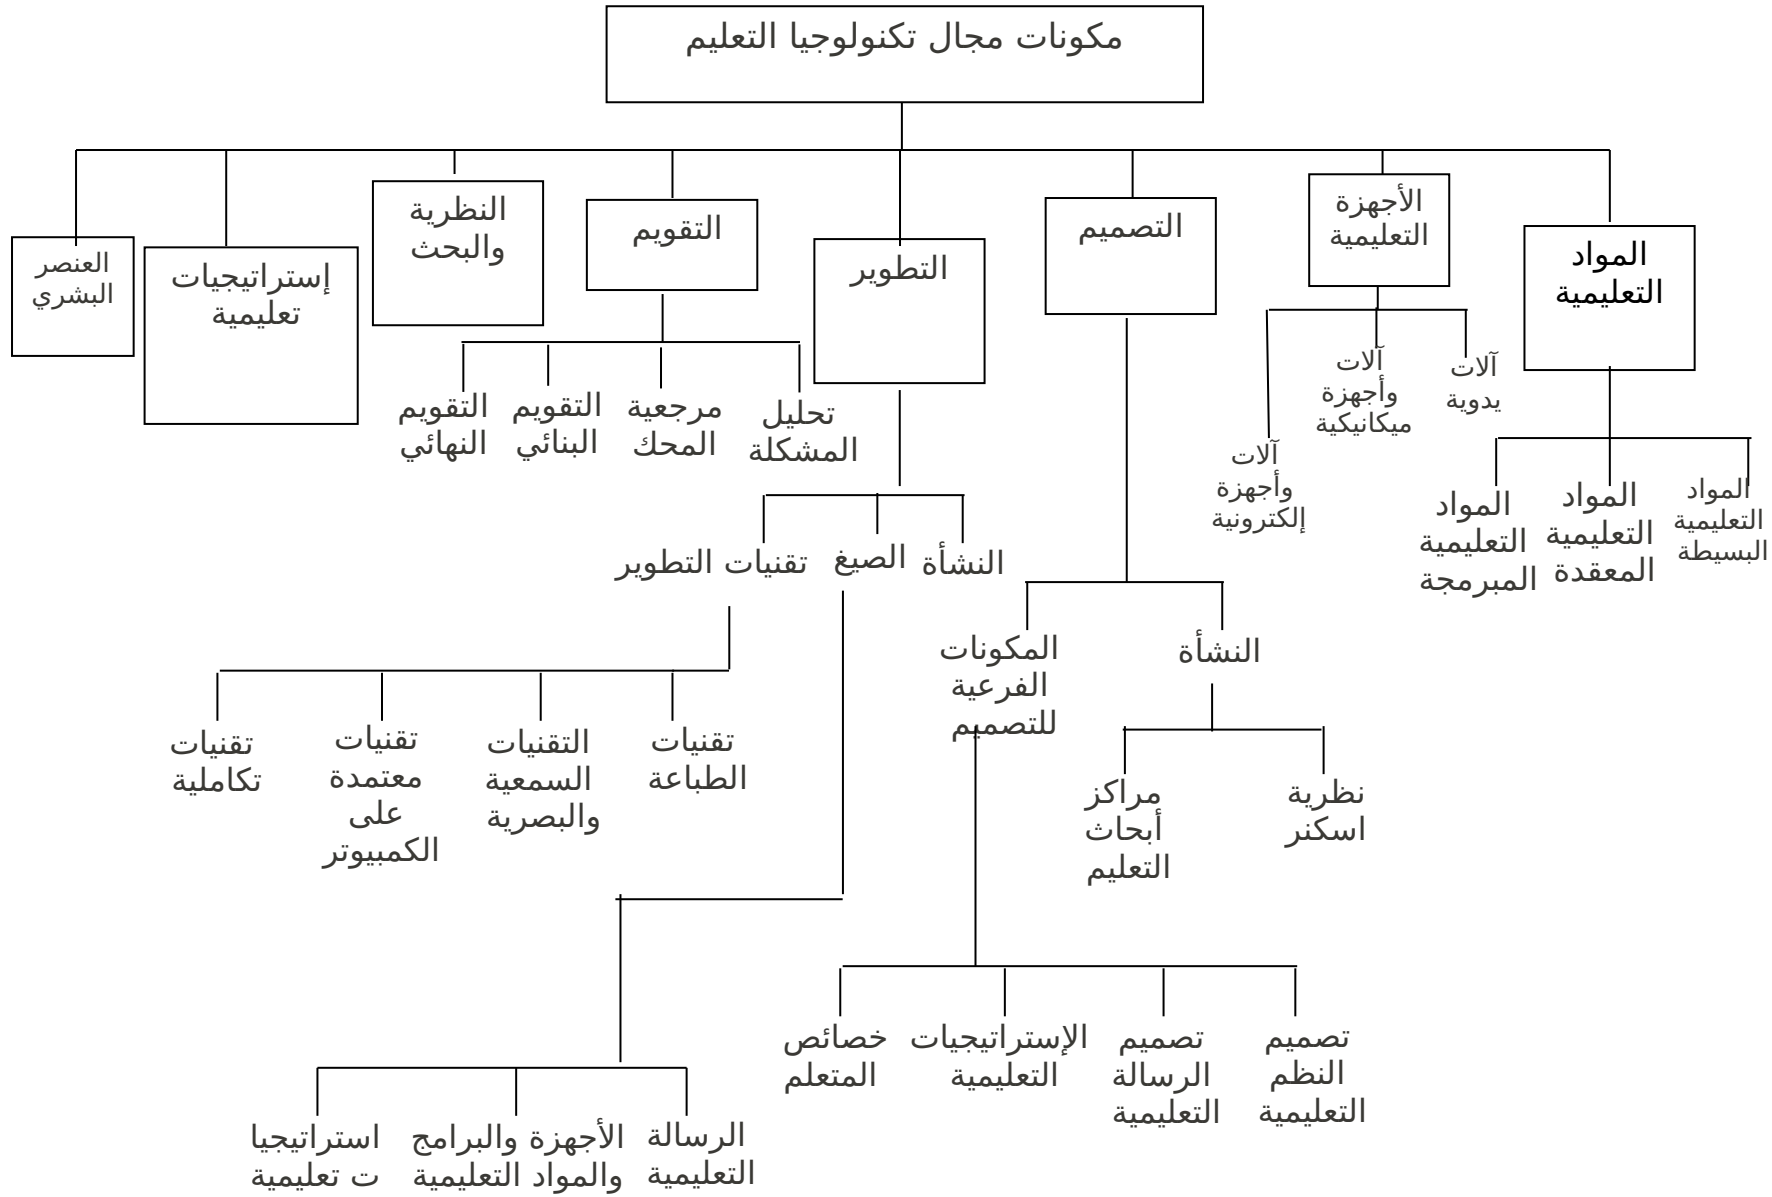 مكونات مجال تكنولوجيا التعليم
المواد
التعليمية
الأجهزة
التعليمية
التصميم
التطوير
التقويم
النظرية
والبحث
إستراتيجيات
تعليمية
العنصر
البشري
المواد
التعليمية
البسيطة
المواد
التعليمية
المعقدة
المواد
التعليمية
المبرمجة
آلات
يدوية
آلات
وأجهزة
ميكانيكية
آلات
وأجهزة
إلكترونية
تحليل
المشكلة
مرجعية
المحك
التقويم
البنائي
التقويم
النهائي
النشأة
الصيغ
تقنيات التطوير
النشأة
المكونات
الفرعية
للتصميم
تقنيات
الطباعة
التقنيات
السمعية
والبصرية
تقنيات
معتمدة
على
الكمبيوتر
تقنيات
تكاملية
نظرية
اسكنر
مراكز
أبحاث
التعليم
تصميم
النظم
التعليمية
تصميم
الرسالة
التعليمية
الإستراتيجيات
التعليمية
خصائص
المتعلم
الرسالة
التعليمية
الأجهزة والبرامج
والمواد التعليمية
استراتيجيا
ت تعليمية